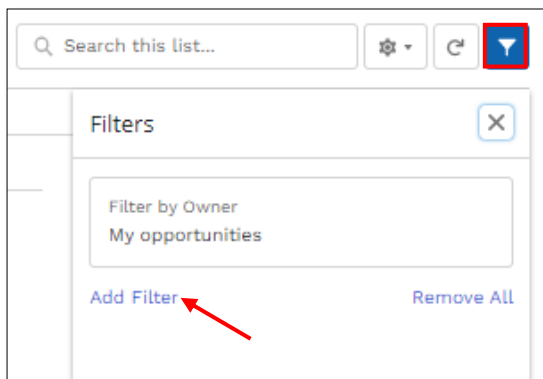 Search this list...
Filters
Filter by Owner
My opportunities
Add Filter
Remove All